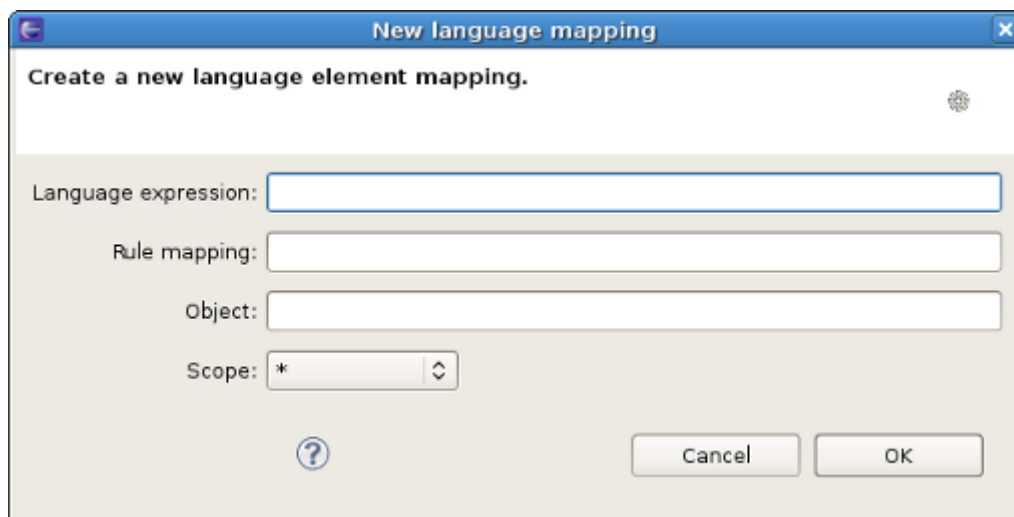 New language mapping
Create a new language element mapping.
Language expression:
Rule mapping:
Object:
Scope: *
? Cancel OK